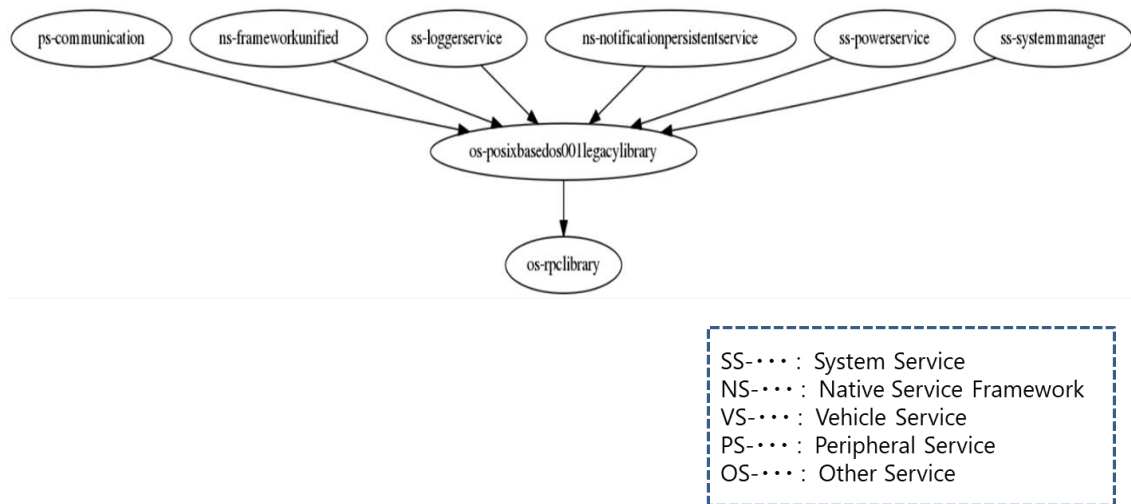 ps-communication
ns-frameworkunified
ss-loggerservice
ns-notificationpersistentservice
ss-powerservice
ss-systemmanager
os-posixbasedos001legacylibrary
os-rpclibrary
SS-・・・ : System Service
NS-・・・ : Native Service Framework
VS-・・・ : Vehicle Service
PS-・・・ : Peripheral Service
OS-・・・ : Other Service